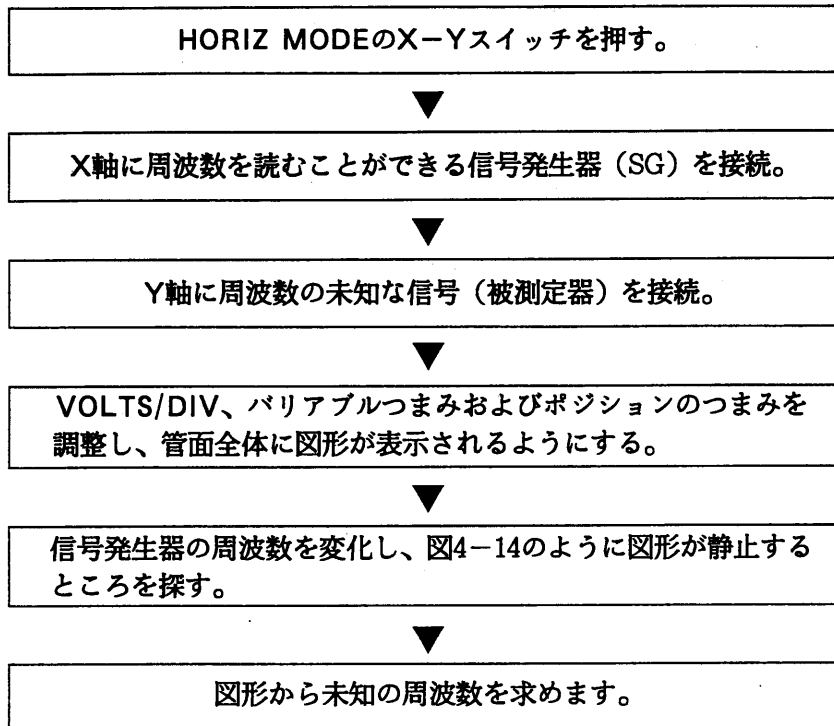 HORIZ MODEのX－Yスイッチを押す。
▼
X軸に周波数を読むことができる信号発生器（SG）を接続。
▼
Y軸に周波数の未知な信号（被測定器）を接続。
▼
VOLTS/DIV、バリアブルつまみおよびポジションのつまみを
調整し、管面全体に図形が表示されるようにする。
▼
信号発生器の周波数を変化し、図4－14のように図形が静止する
ところを探す。
▼
図形から未知の周波数を求めます。